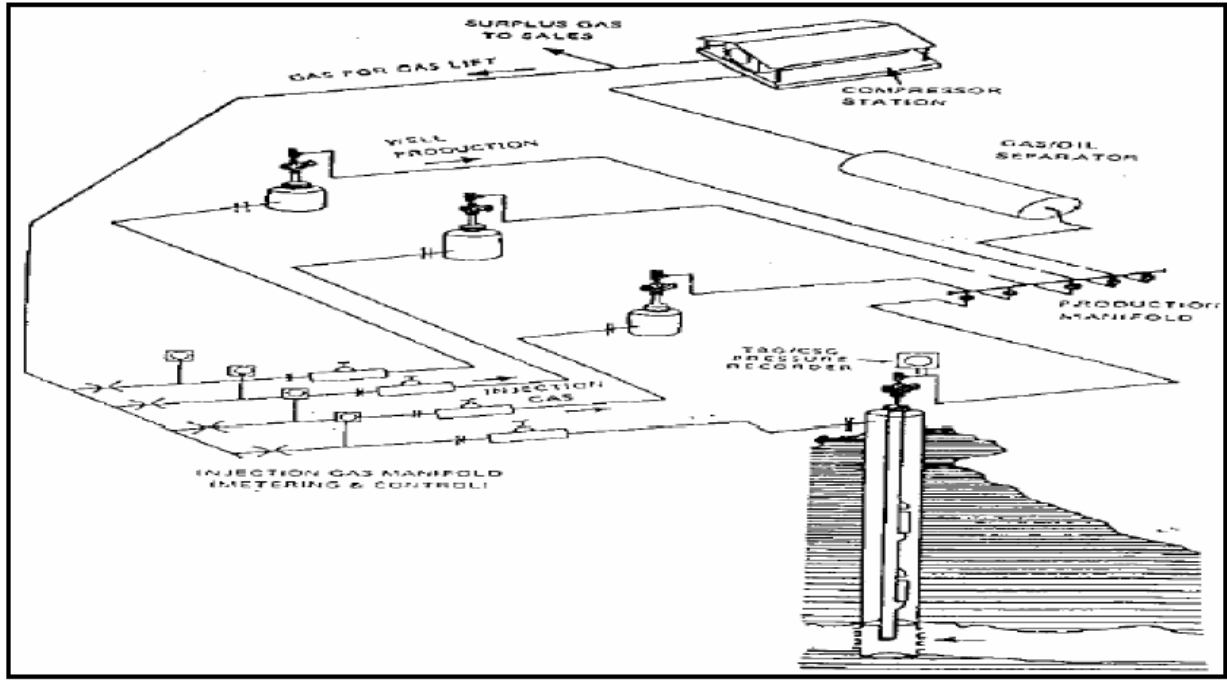 SURPLUS GAS
TO SALES
GAS FOR GAS LIFT
COMPRESSOR
STATION
WELL
PRODUCTION
GAS/OIL
SEPARATOR
PRODUCTION
MANIFOLD
TBG/CSG
PRESSURE
RECORDER
INJECTION
GAS
INJECTION GAS MANIFOLD
(METERING & CONTROL)